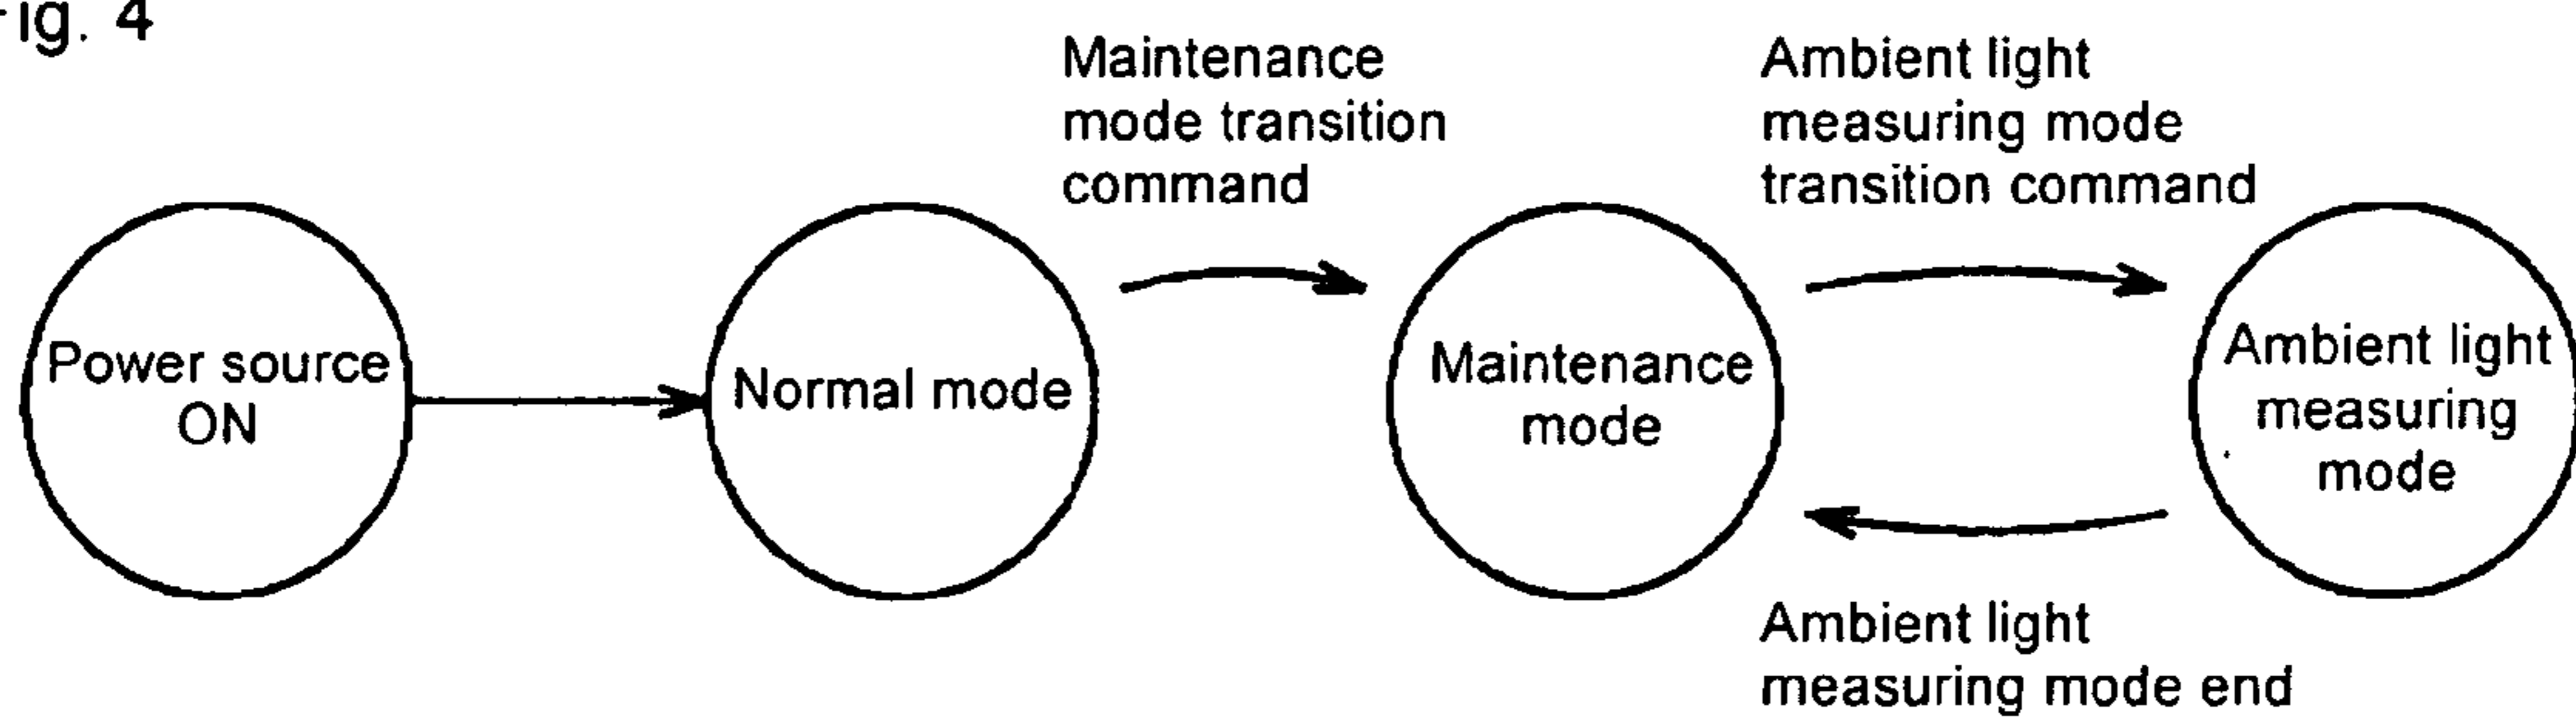 Fig. 4
Maintenance
mode transition
command
Ambient light
measuring mode
transition command
Power source
ON
Normal mode
Maintenance
mode
Ambient light
measuring
mode
Ambient light
measuring mode end